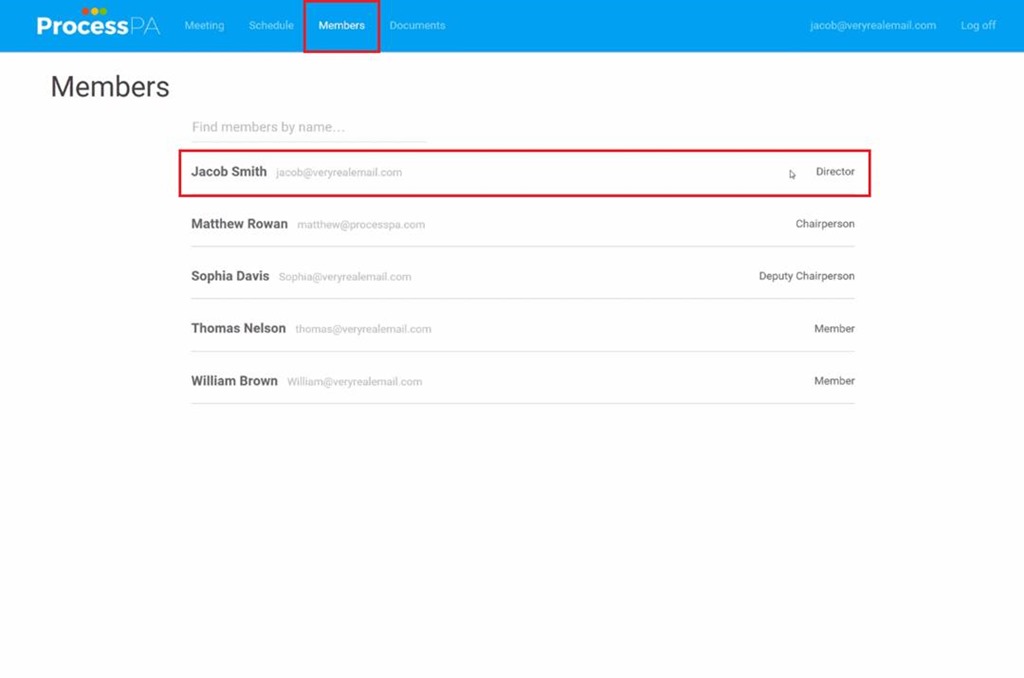 ProcessPA Meeting Schedule Members Documents jacob@veryrealemail.com Log off
Members
Find members by name...
Jacob Smith jacob@veryrealemail.com Director
Matthew Rowan matthew@processpa.com Chairperson
Sophia Davis Sophia@veryrealemail.com Deputy Chairperson
Thomas Nelson thomas@veryrealemail.com Member
William Brown William@veryrealemail.com Member